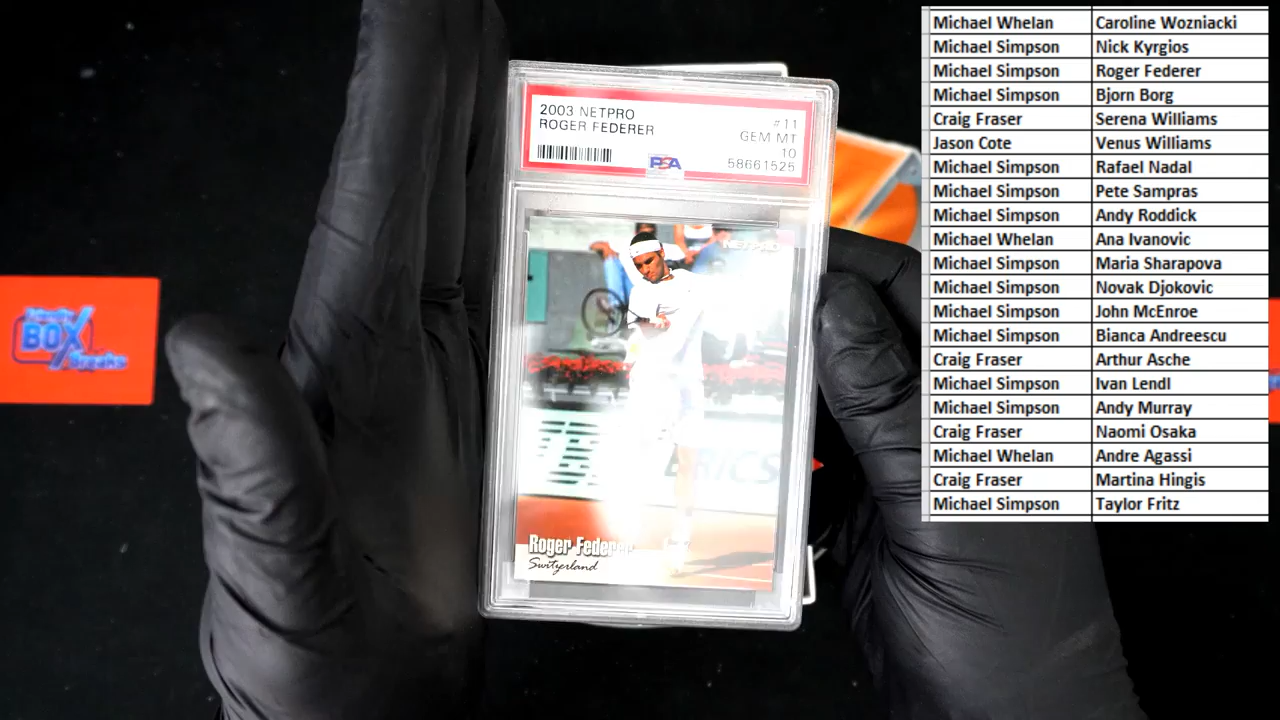 2003 NETPRO #11
ROGER FEDERER GEM MT
10
PSA 58661525
NETPRO
Roger Federer
Switzerland
BOX
Breaks
Michael Whelan Caroline Wozniacki
Michael Simpson Nick Kyrgios
Michael Simpson Roger Federer
Michael Simpson Bjorn Borg
Craig Fraser Serena Williams
Jason Cote Venus Williams
Michael Simpson Rafael Nadal
Michael Simpson Pete Sampras
Michael Simpson Andy Roddick
Michael Whelan Ana Ivanovic
Michael Simpson Maria Sharapova
Michael Simpson Novak Djokovic
Michael Simpson John McEnroe
Michael Simpson Bianca Andreescu
Craig Fraser Arthur Asche
Michael Simpson Ivan Lendl
Michael Simpson Andy Murray
Craig Fraser Naomi Osaka
Michael Whelan Andre Agassi
Craig Fraser Martina Hingis
Michael Simpson Taylor Fritz